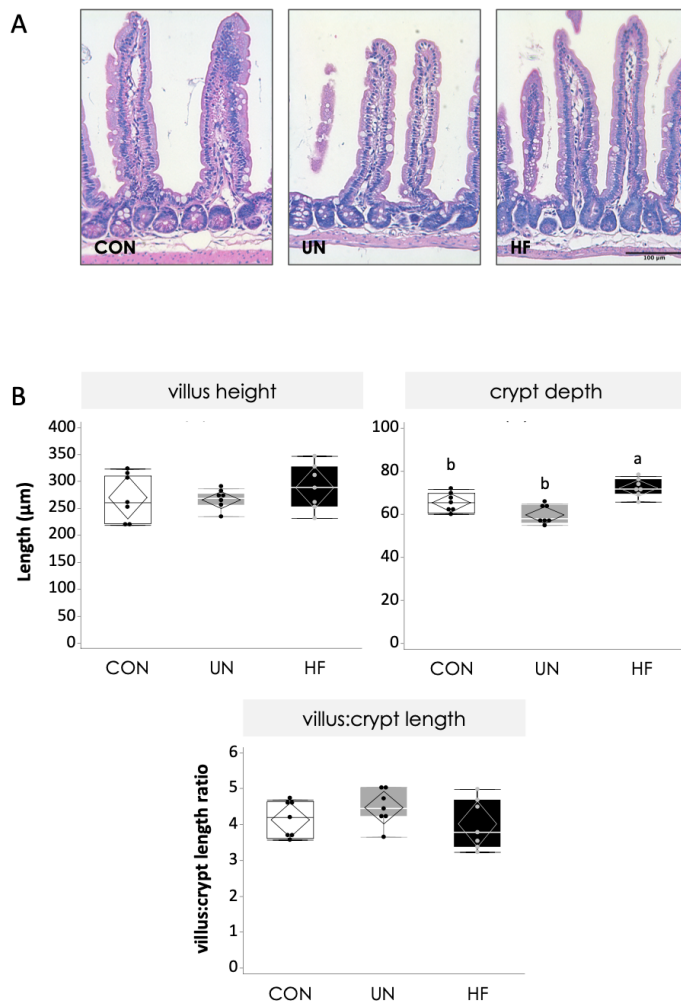 A
CON
UN
HF
100 µm
B
villus height
crypt depth
Length (µm)
400
350
300
250
200
150
100
50
0
CON UN HF
100
80
60
40
20
0
b
b
a
CON UN HF
villus:crypt length
villus:crypt length ratio
6
5
4
3
2
1
0
CON UN HF